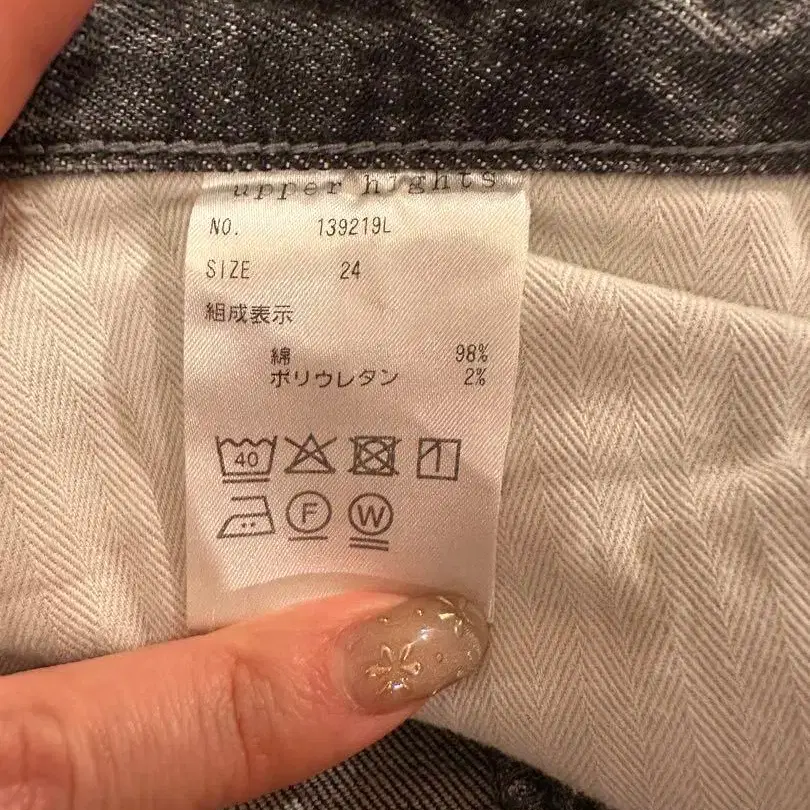 upper hights
NO. 139219L
SIZE 24
組成表示
綿 98%
ポリウレタン 2%
40
F W